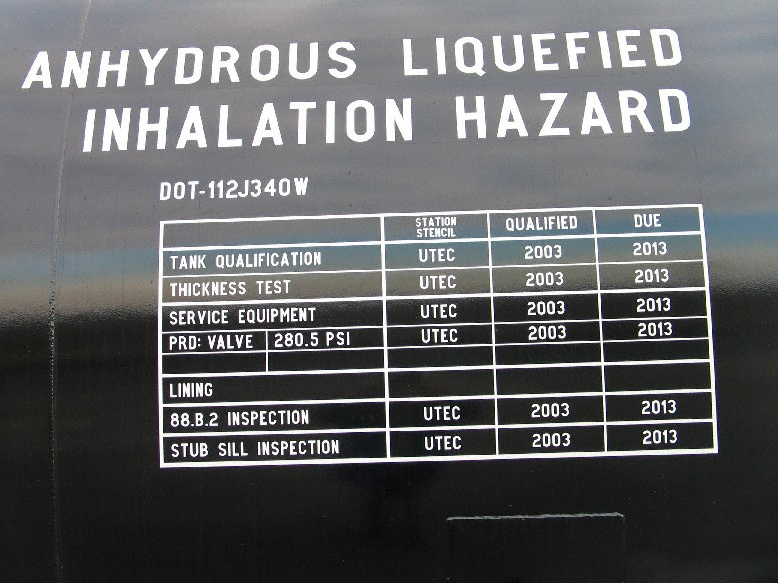 ANHYDROUS LIQUEFIED
INHALATION HAZARD
DOT-112J340W
STATION STENCIL QUALIFIED DUE
TANK QUALIFICATION UTEC 2003 2013
THICKNESS TEST UTEC 2003 2013
SERVICE EQUIPMENT UTEC 2003 2013
PRD: VALVE 280.5 PSI UTEC 2003 2013
LINING
88.B.2 INSPECTION UTEC 2003 2013
STUB SILL INSPECTION UTEC 2003 2013